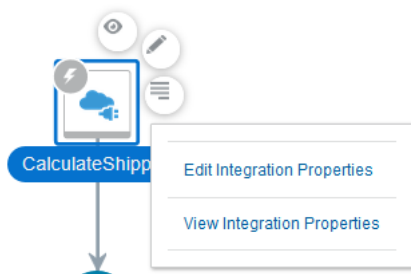 CalculateShipp
Edit Integration Properties
View Integration Properties